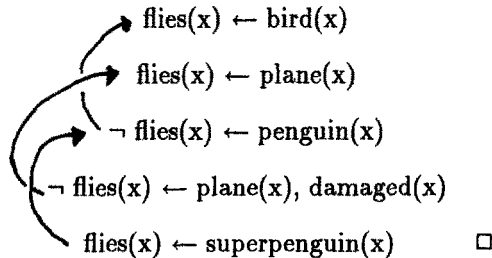 flies(x) ← bird(x)
flies(x) ← plane(x)
¬ flies(x) ← penguin(x)
¬ flies(x) ← plane(x), damaged(x)
flies(x) ← superpenguin(x) □